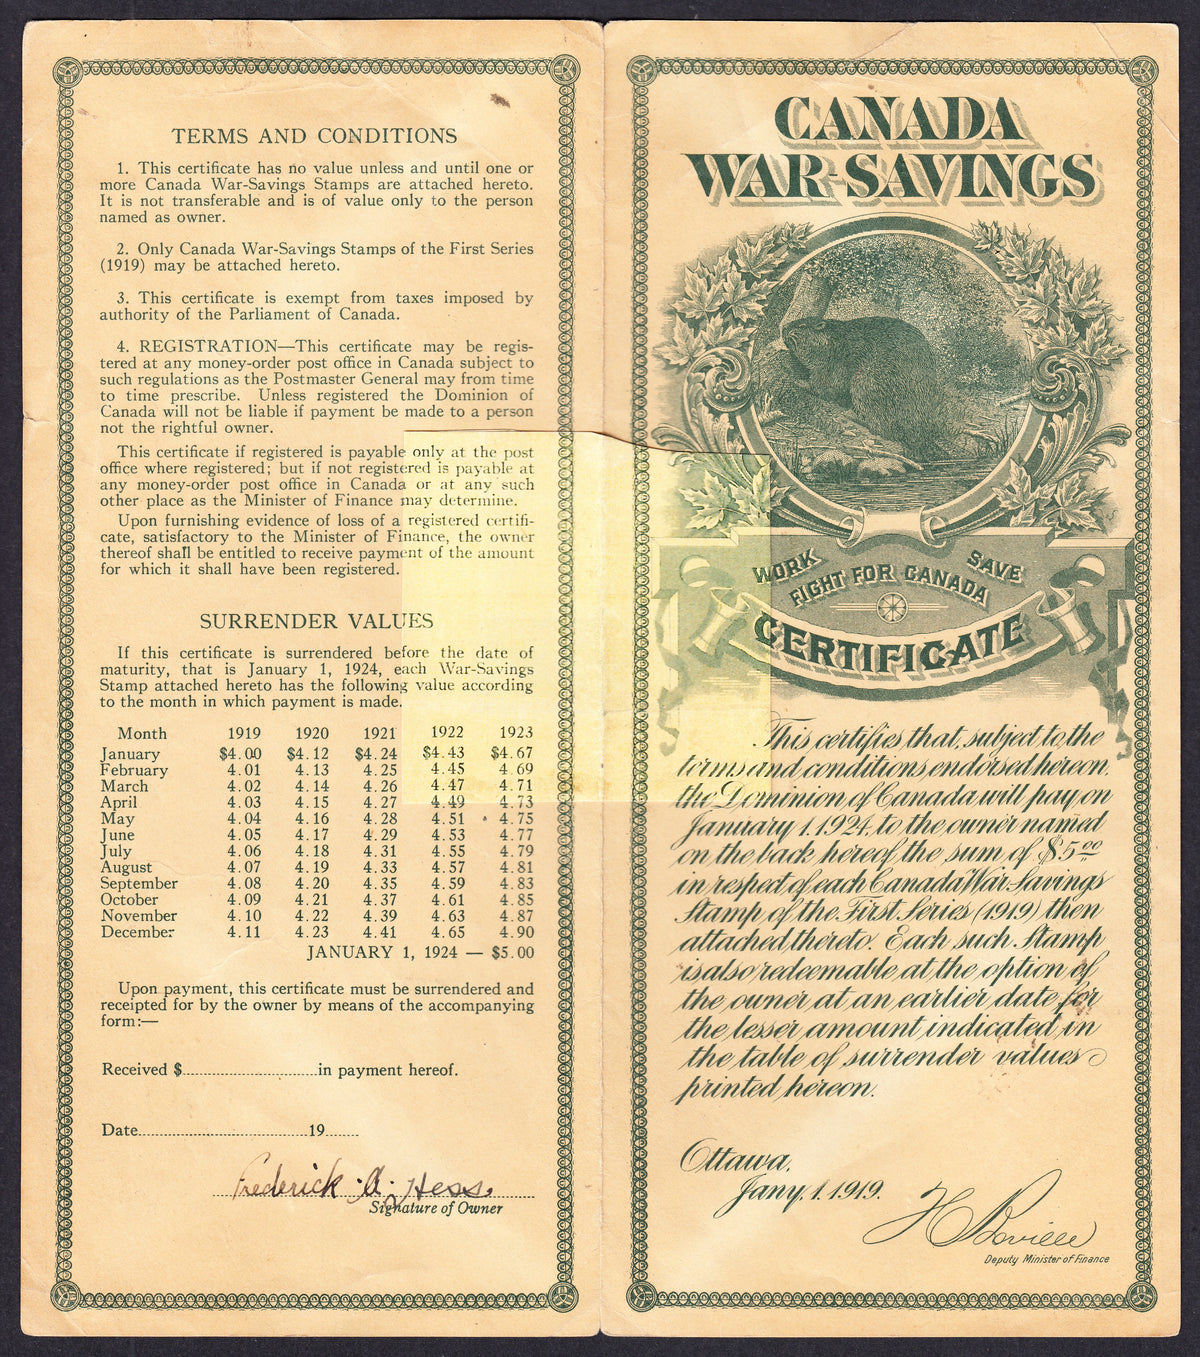 TERMS AND CONDITIONS
1. This certificate has no value unless and until one or
more Canada War-Savings Stamps are attached hereto.
It is not transferable and is of value only to the person
named as owner.
2. Only Canada War-Savings Stamps of the First Series
(1919) may be attached hereto.
3. This certificate is exempt from taxes imposed by
authority of the Parliament of Canada.
4. REGISTRATION—This certificate may be regis-
tered at any money-order post office in Canada subject to
such regulations as the Postmaster General may from time
to time prescribe. Unless registered the Dominion of
Canada will not be liable if payment be made to a person
not the rightful owner.
This certificate if registered is payable only at the post
office where registered; but if not registered is payable at
any money-order post office in Canada or at any such
other place as the Minister of Finance may determine.
Upon furnishing evidence of loss of a registered certifi-
cate, satisfactory to the Minister of Finance, the owner
thereof shall be entitled to receive payment of the amount
for which it shall have been registered.
SURRENDER VALUES
If this certificate is surrendered before the date of
maturity, that is January 1, 1924, each War-Savings
Stamp attached hereto has the following value according
to the month in which payment is made.
Month 1919 1920 1921 1922 1923
January $4.00 $4.12 $4.24 $4.43 $4.67
February 4.01 4.13 4.25 4.45 4.69
March 4.02 4.14 4.26 4.47 4.71
April 4.03 4.15 4.27 4.49 4.73
May 4.04 4.16 4.28 4.51 4.75
June 4.05 4.17 4.29 4.53 4.77
July 4.06 4.18 4.31 4.55 4.79
August 4.07 4.19 4.33 4.57 4.81
September 4.08 4.20 4.35 4.59 4.83
October 4.09 4.21 4.37 4.61 4.85
November 4.10 4.22 4.39 4.63 4.87
December 4.11 4.23 4.41 4.65 4.90
JANUARY 1, 1924 — $5.00
Upon payment, this certificate must be surrendered and
receipted for by the owner by means of the accompanying
form:—
Received $..............................in payment hereof.
Date......................................19.......
Frederick A. Hess.
Signature of Owner
CANADA
WAR-SAVINGS
WORK SAVE
FIGHT FOR CANADA
CERTIFICATE
This certifies that, subject to the
terms and conditions endorsed hereon,
the Dominion of Canada will pay on
January 1, 1924, to the owner named
on the back hereof the sum of $5.00
in respect of each Canada War-Savings
Stamp of the First Series (1919) then
attached thereto. Each such Stamp
is also redeemable at the option of
the owner at an earlier date for
the lesser amount indicated in
the table of surrender values
printed hereon.
Ottawa,
Jany. 1. 1919.
H Boville
Deputy Minister of Finance